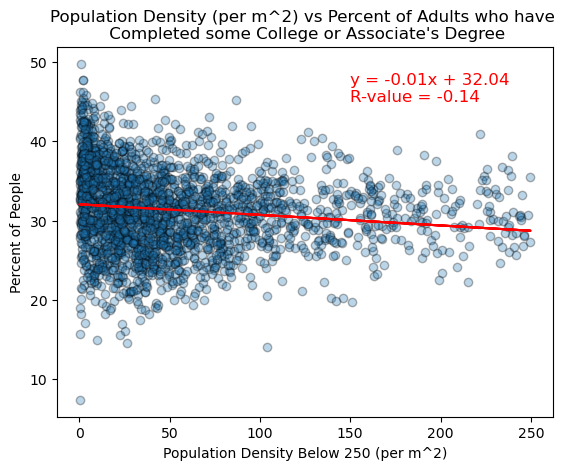 Population Density (per m^2) vs Percent of Adults who have
Completed some College or Associate's Degree
y = -0.01x + 32.04
R-value = -0.14
Percent of People
50
40
30
20
10
0
50
100
150
200
250
Population Density Below 250 (per m^2)